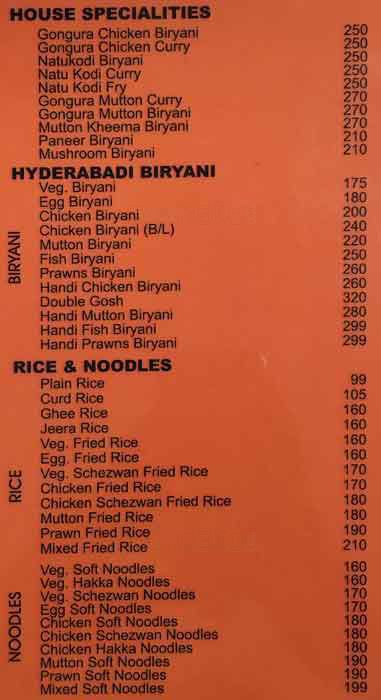 HOUSE SPECIALITIES
Gongura Chicken Biryani 250
Gongura Chicken Curry 250
Natukodi Biryani 250
Natu Kodi Curry 250
Natu Kodi Fry 250
Gongura Mutton Curry 270
Gongura Mutton Biryani 270
Mutton Kheema Biryani 270
Paneer Biryani 210
Mushroom Biryani 210
HYDERABADI BIRYANI
BIRYANI
Veg. Biryani 175
Egg Biryani 180
Chicken Biryani 200
Chicken Biryani (B/L) 240
Mutton Biryani 220
Fish Biryani 250
Prawns Biryani 260
Handi Chicken Biryani 260
Double Gosh 320
Handi Mutton Biryani 280
Handi Fish Biryani 299
Handi Prawns Biryani 299
RICE & NOODLES
RICE
Plain Rice 99
Curd Rice 105
Ghee Rice 160
Jeera Rice 160
Veg. Fried Rice 160
Egg. Fried Rice 160
Veg. Schezwan Fried Rice 170
Chicken Fried Rice 170
Chicken Schezwan Fried Rice 180
Mutton Fried Rice 180
Prawn Fried Rice 190
Mixed Fried Rice 210
NOODLES
Veg. Soft Noodles 160
Veg. Hakka Noodles 160
Veg. Schezwan Noodles 170
Egg Soft Noodles 170
Chicken Soft Noodles 180
Chicken Schezwan Noodles 180
Chicken Hakka Noodles 180
Mutton Soft Noodles 190
Prawn Soft Noodles 190
Mixed Soft Noodles 199